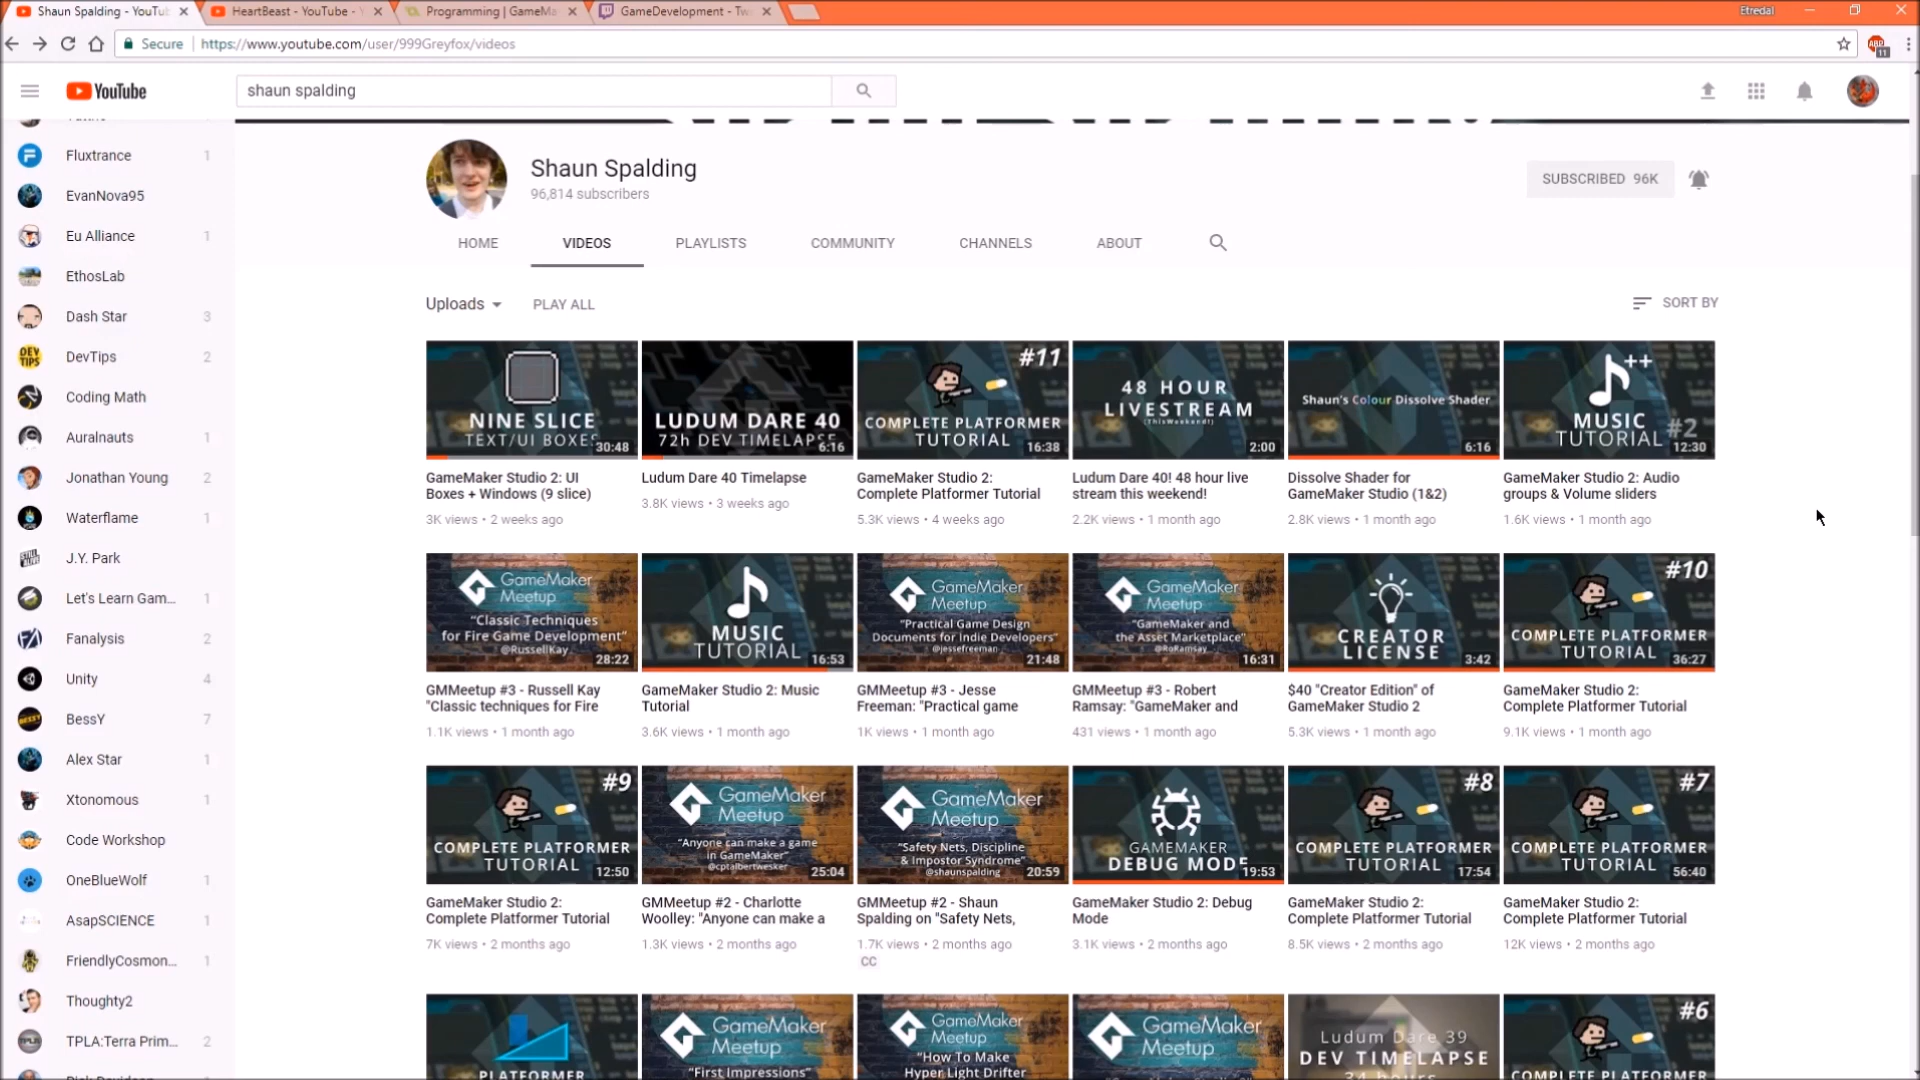 Shaun Spalding - YouTu
HeartBeast - YouTube -
Programming | GameMa
GameDevelopment - Tw
Etredal
Secure
https://www.youtube.com/user/999Greyfox/videos
ABP
11
YouTube
shaun spalding
Shaun Spalding
96,814 subscribers
SUBSCRIBED 96K
HOME
VIDEOS
PLAYLISTS
COMMUNITY
CHANNELS
ABOUT
Uploads
PLAY ALL
SORT BY
Fluxtrance 1
EvanNova95
Eu Alliance 1
EthosLab
Dash Star 3
DEV TIPS
DevTips 2
Coding Math
Auralnauts 1
Jonathan Young 2
Waterflame 1
J.Y. Park
Let's Learn Gam... 1
Fanalysis 2
Unity 4
BESSY
BessY 7
Alex Star 1
Xtonomous 1
Code Workshop
OneBlueWolf 1
AsapSCIENCE 1
FriendlyCosmon... 1
Thoughty2
TPLA:Terra Prim... 2
NINE SLICE
TEXT/UI BOXES
30:48
GameMaker Studio 2: UI
Boxes + Windows (9 slice)
3K views • 2 weeks ago
LUDUM DARE 40
72h DEV TIMELAPSE
6:16
Ludum Dare 40 Timelapse
3.8K views • 3 weeks ago
#11
COMPLETE PLATFORMER
TUTORIAL
16:38
GameMaker Studio 2:
Complete Platformer Tutorial
5.3K views • 4 weeks ago
48 HOUR
LIVESTREAM
(ThisWeekend!)
2:00
Ludum Dare 40! 48 hour live
stream this weekend!
2.2K views • 1 month ago
Shaun's Colour Dissolve Shader
6:16
Dissolve Shader for
GameMaker Studio (1&2)
2.8K views • 1 month ago
++
MUSIC
TUTORIAL #2
12:30
GameMaker Studio 2: Audio
groups & Volume sliders
1.6K views • 1 month ago
GameMaker
Meetup
"Classic Techniques
for Fire Game Development"
@RussellKay
28:22
GMMeetup #3 - Russell Kay
"Classic techniques for Fire
1.1K views • 1 month ago
MUSIC
TUTORIAL
16:53
GameMaker Studio 2: Music
Tutorial
3.6K views • 1 month ago
GameMaker
Meetup
"Practical Game Design
Documents for Indie Developers"
@jessefreeman
21:48
GMMeetup #3 - Jesse
Freeman: "Practical game
1K views • 1 month ago
GameMaker
Meetup
"GameMaker and
the Asset Marketplace"
@RoRamsay
16:31
GMMeetup #3 - Robert
Ramsay: "GameMaker and
431 views • 1 month ago
CREATOR
LICENSE
3:42
$40 "Creator Edition" of
GameMaker Studio 2
5.3K views • 1 month ago
#10
COMPLETE PLATFORMER
TUTORIAL
36:27
GameMaker Studio 2:
Complete Platformer Tutorial
9.1K views • 1 month ago
#9
COMPLETE PLATFORMER
TUTORIAL
12:50
GameMaker Studio 2:
Complete Platformer Tutorial
7K views • 2 months ago
GameMaker
Meetup
"Anyone can make a game
in GameMaker"
@cptalbertwesker
25:04
GMMeetup #2 - Charlotte
Woolley: "Anyone can make a
1.3K views • 2 months ago
GameMaker
Meetup
"Safety Nets, Discipline
& Impostor Syndrome"
@shaunspalding
20:59
GMMeetup #2 - Shaun
Spalding on "Safety Nets,
1.7K views • 2 months ago
CC
GAMEMAKER
DEBUG MODE
19:53
GameMaker Studio 2: Debug
Mode
3.1K views • 2 months ago
#8
COMPLETE PLATFORMER
TUTORIAL
17:54
GameMaker Studio 2:
Complete Platformer Tutorial
8.5K views • 2 months ago
#7
COMPLETE PLATFORMER
TUTORIAL
56:40
GameMaker Studio 2:
Complete Platformer Tutorial
12K views • 2 months ago
PLATFORMER
GameMaker
Meetup
"First Impressions"
GameMaker
Meetup
"How To Make
Hyper Light Drifter
GameMaker
Meetup
Ludum Dare 39
DEV TIMELAPSE
#6
COMPLETE PLATFORMER